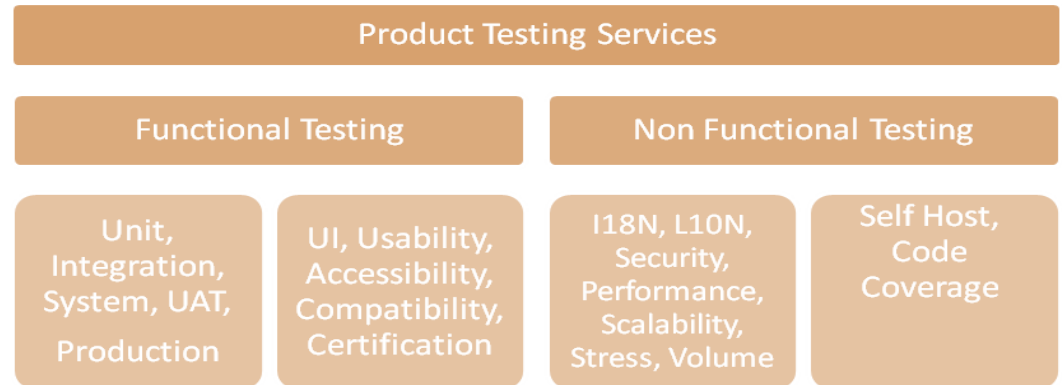 Product Testing Services
Functional Testing
Non Functional Testing
Unit,
Integration,
System, UAT,
Production
UI, Usability,
Accessibility,
Compatibility,
Certification
I18N, L10N,
Security,
Performance,
Scalability,
Stress, Volume
Self Host,
Code
Coverage